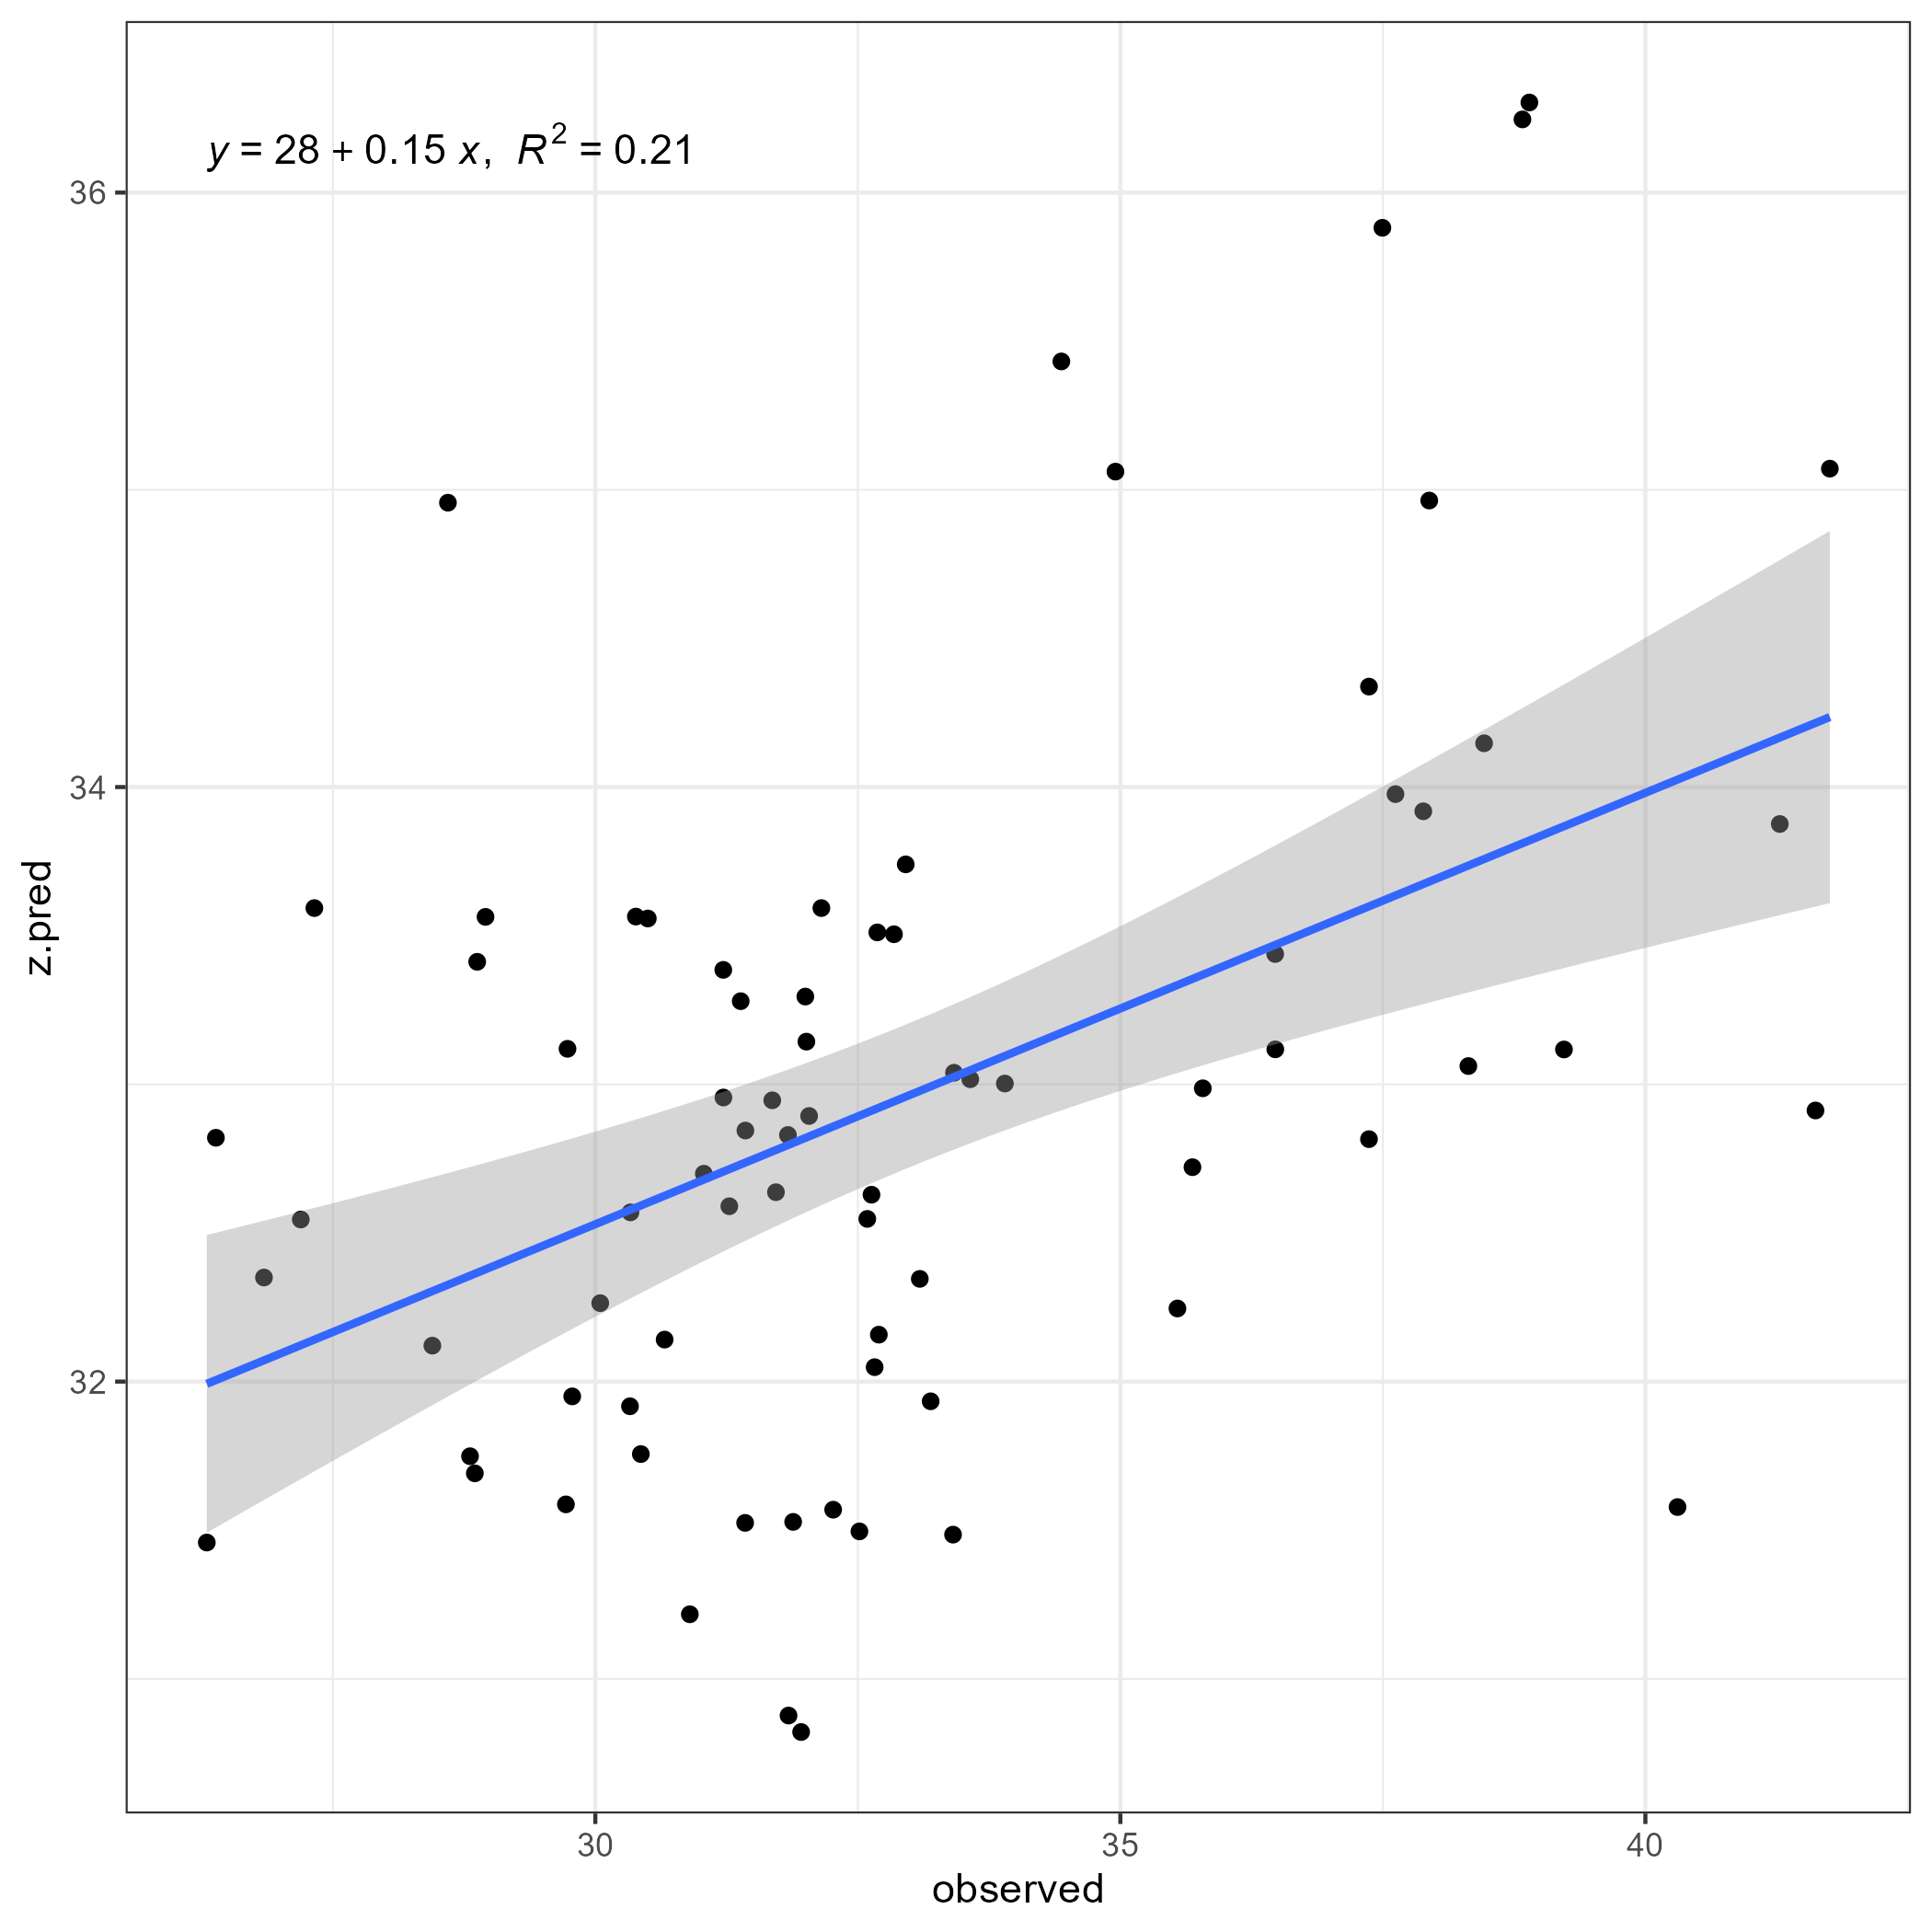 y = 28 + 0.15 x, R² = 0.21
36
34
32
z.pred
30 35 40
observed